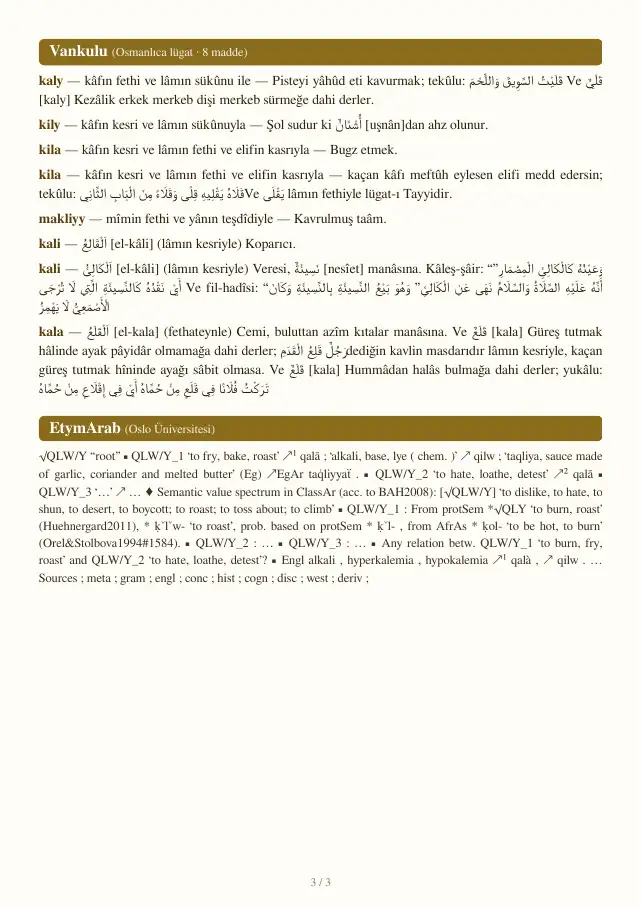 Vankulu (Osmanlıca lügat · 8 madde)
kaly — kâfın fethi ve lâmın sükûnu ile — Pisteyi yâhûd eti kavurmak; tekûlu: قَلَيْتُ السَّوِيقَ وَاللَّحْمَ Ve قَلْيٌ
[kaly] Kezâlik erkek merkeb dişi merkeb sürmeğe dahi derler.
kily — kâfın kesri ve lâmın sükûnuyla — Şol sudur ki أُشْنَانٌ [uşnân]dan ahz olunur.
kila — kâfın kesri ve lâmın fethi ve elifin kasrıyla — Bugz etmek.
kila — kâfın kesri ve lâmın fethi ve elifin kasrıyla — kaçan kâfı meftûh eylesen elifi medd edersin;
tekûlu: قَلَاهُ يَقْلِيهِ قِلًى وَقَلَاءً مِنَ الْبَابِ الثَّانِي Ve يَقْلَى lâmın fethiyle lügat-ı Tayyidir.
makliyy — mîmin fethi ve yânın teşdîdiyle — Kavrulmuş taâm.
kali — اَلْقَالِعُ [el-kâli] (lâmın kesriyle) Koparıcı.
kali — اَلْكَالِئُ [el-kâli] (lâmın kesriyle) Veresi, نَسِيئَةٌ [nesîet] manâsına. Kâleş-şâir: “وَعَيْنُهُ كَالْكَالِئِ الْمِضْمَارِ”
أَيْ نَقْدُهُ كَالنَّسِيئَةِ الَّتِي لَا تُرْجَى Ve fil-hadîsi: “أَنَّهُ عَلَيْهِ الصَّلَاةُ وَالسَّلَامُ نَهَى عَنِ الْكَالِئِ” وَهُوَ بَيْعُ النَّسِيئَةِ بِالنَّسِيئَةِ وَكَانَ
الْأَصْمَعِيُّ لَا يَهْمِزُ
kala — اَلْقَلَعُ [el-kala] (fethateynle) Cemi, buluttan azîm kıtalar manâsına. Ve قَلَعٌ [kala] Güreş tutmak
hâlinde ayak pâyidâr olmamağa dahi derler; رَجُلٌ قَلِعُ الْقَدَمِ dediğin kavlin masdarıdır lâmın kesriyle, kaçan
güreş tutmak hîninde ayağı sâbit olmasa. Ve قَلَعٌ [kala] Hummâdan halâs bulmağa dahi derler; yukâlu:
تَرَكْتُ فُلَانًا فِي قَلَعٍ مِنْ حُمَّاهُ أَيْ فِي إِقْلَاعٍ مِنْ حُمَّاهُ
EtymArab (Oslo Üniversitesi)
√QLW/Y “root” ▪ QLW/Y_1 ‘to fry, bake, roast’ ↗¹ qalā ; ‘alkali, base, lye ( chem. )’ ↗ qilw ; ‘taqliya, sauce made
of garlic, coriander and melted butter’ (Eg) ↗EgAr taqliyyaẗ . ▪ QLW/Y_2 ‘to hate, loathe, detest’ ↗² qalā ▪
QLW/Y_3 ‘…’ ↗ … ♦ Semantic value spectrum in ClassAr (acc. to BAH2008): [√QLW/Y] ‘to dislike, to hate, to
shun, to desert, to boycott; to roast; to toss about; to climb’ ▪ QLW/Y_1 : From protSem *√QLY ‘to burn, roast’
(Huehnergard2011), * ḳˇlˇw- ‘to roast’, prob. based on protSem * ḳˇl- , from AfrAs * ḳol- ‘to be hot, to burn’
(Orel&Stolbova1994#1584). ▪ QLW/Y_2 : … ▪ QLW/Y_3 : … ▪ Any relation betw. QLW/Y_1 ‘to burn, fry,
roast’ and QLW/Y_2 ‘to hate, loathe, detest’? ▪ Engl alkali , hyperkalemia , hypokalemia ↗¹ qalà , ↗ qilw . …
Sources ; meta ; gram ; engl ; conc ; hist ; cogn ; disc ; west ; deriv ;
3 / 3